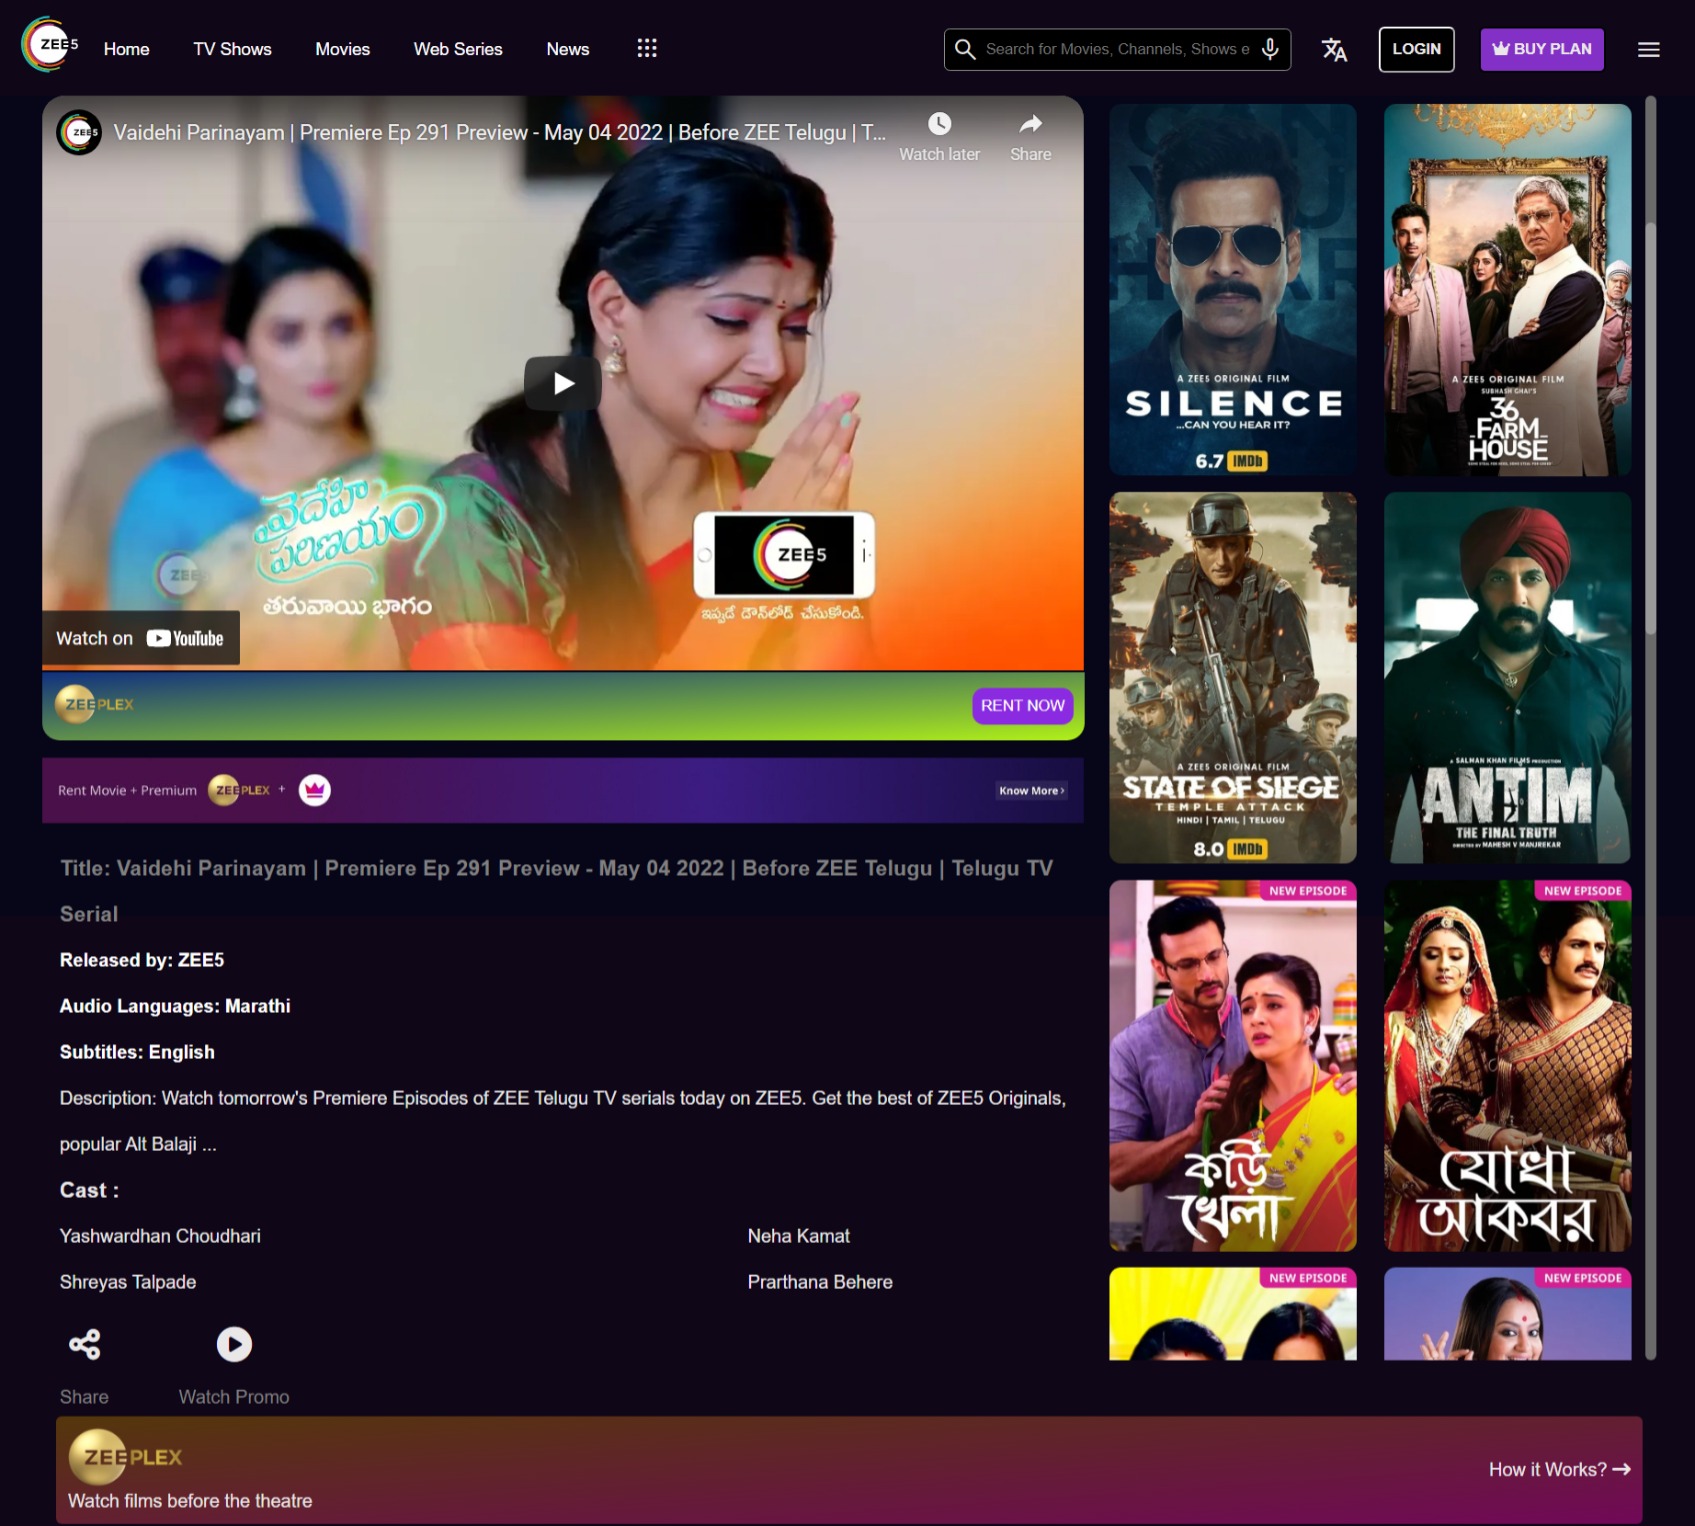 ZEE5
Home
TV Shows
Movies
Web Series
News
Search for Movies, Channels, Shows e
LOGIN
BUY PLAN
ZEE5
Vaidehi Parinayam | Premiere Ep 291 Preview - May 04 2022 | Before ZEE Telugu | T...
Watch later
Share
వైదేహి
పరిణయం
తరువాయి భాగం
ZEE5
ఇప్పుడే డౌన్‌లోడ్ చేసుకోండి.
Watch on YouTube
ZEEPLEX
RENT NOW
Rent Movie + Premium ZEEPLEX +
Know More ›
Title: Vaidehi Parinayam | Premiere Ep 291 Preview - May 04 2022 | Before ZEE Telugu | Telugu TV
Serial
Released by: ZEE5
Audio Languages: Marathi
Subtitles: English
Description: Watch tomorrow's Premiere Episodes of ZEE Telugu TV serials today on ZEE5. Get the best of ZEE5 Originals,
popular Alt Balaji ...
Cast :
Yashwardhan Choudhari
Neha Kamat
Shreyas Talpade
Prarthana Behere
Share
Watch Promo
A ZEE5 ORIGINAL FILM
SILENCE
...CAN YOU HEAR IT?
6.7 IMDb
A ZEE5 ORIGINAL FILM
SUBHASH GHAI'S
36
FARM
HOUSE
A ZEE5 ORIGINAL FILM
STATE OF SIEGE
TEMPLE ATTACK
HINDI | TAMIL | TELUGU
8.0 IMDb
A SALMAN KHAN FILMS PRODUCTION
ANTIM
THE FINAL TRUTH
DIRECTED BY MAHESH V MANJREKAR
NEW EPISODE
কড়ি
খেলা
NEW EPISODE
যোধা
আকবর
NEW EPISODE
NEW EPISODE
ZEEPLEX
Watch films before the theatre
How it Works? →